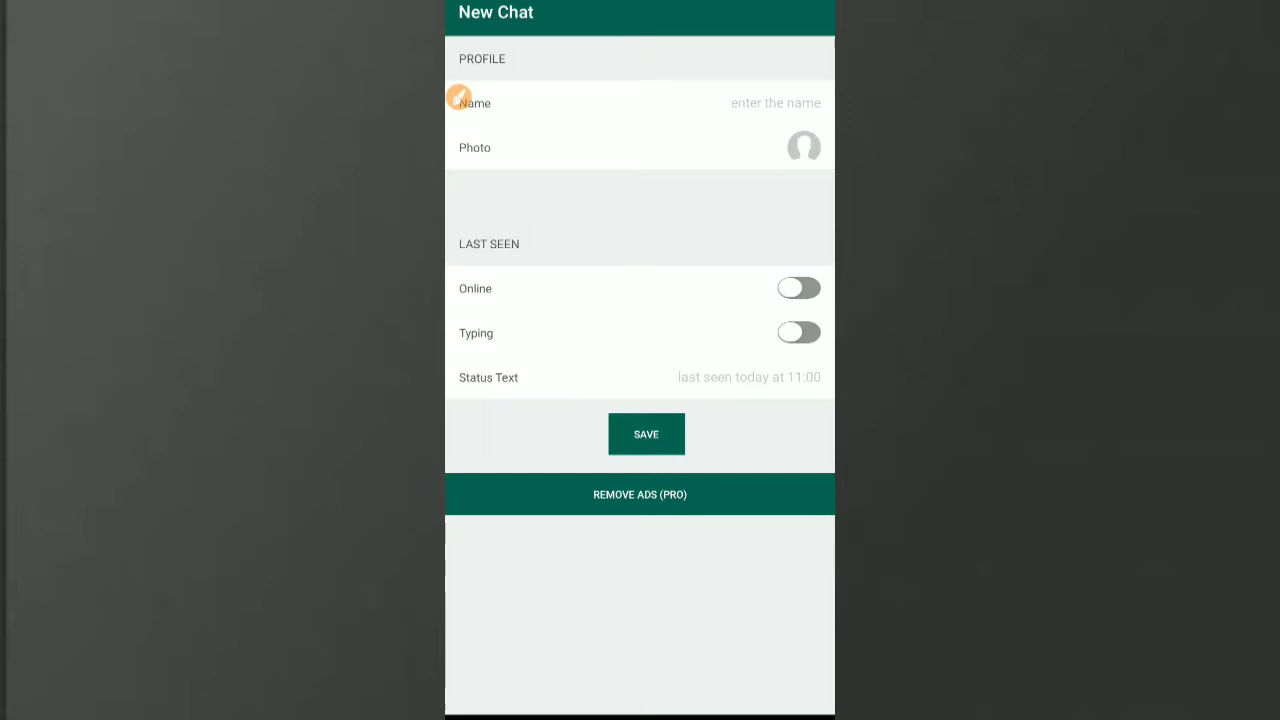 New Chat
PROFILE
Name enter the name
Photo
LAST SEEN
Online
Typing
Status Text last seen today at 11:00
SAVE
REMOVE ADS (PRO)